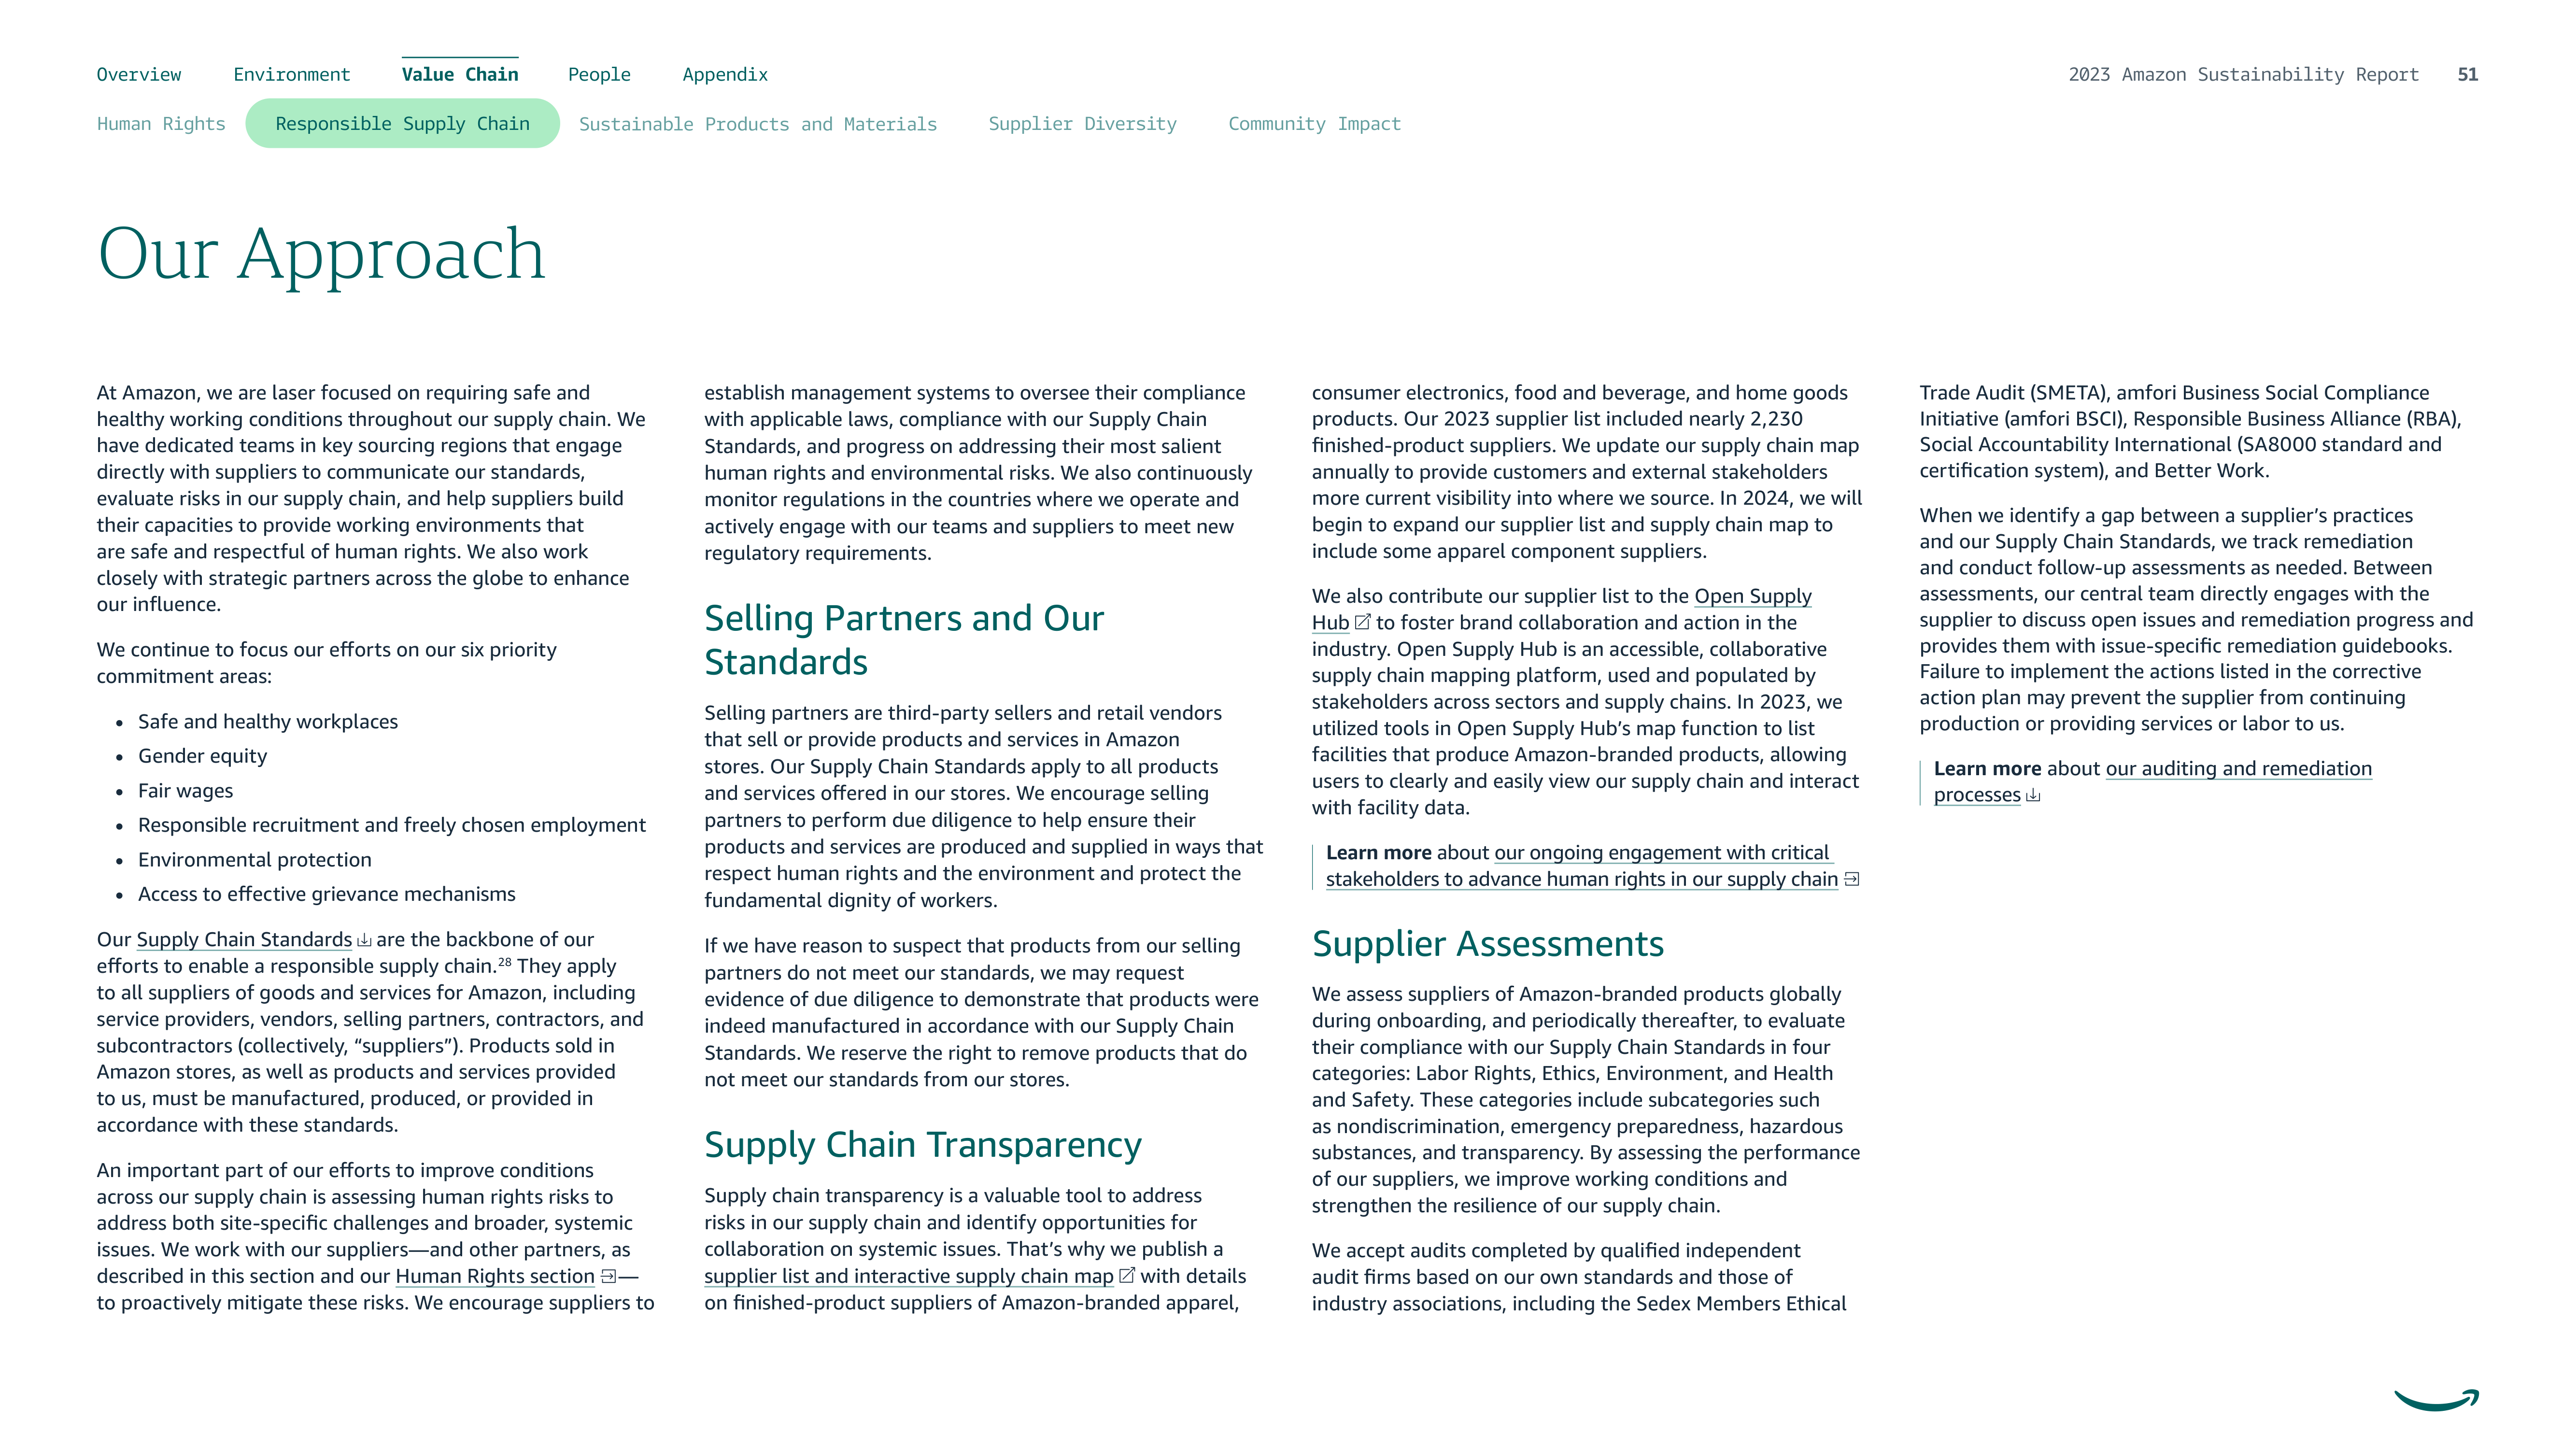 Overview Environment Value Chain People Appendix
2023 Amazon Sustainability Report 51
Human Rights Responsible Supply Chain Sustainable Products and Materials Supplier Diversity Community Impact
Our Approach
At Amazon, we are laser focused on requiring safe and
healthy working conditions throughout our supply chain. We
have dedicated teams in key sourcing regions that engage
directly with suppliers to communicate our standards,
evaluate risks in our supply chain, and help suppliers build
their capacities to provide working environments that
are safe and respectful of human rights. We also work
closely with strategic partners across the globe to enhance
our influence.
We continue to focus our efforts on our six priority
commitment areas:
• Safe and healthy workplaces
• Gender equity
• Fair wages
• Responsible recruitment and freely chosen employment
• Environmental protection
• Access to effective grievance mechanisms
Our Supply Chain Standards are the backbone of our
efforts to enable a responsible supply chain.28 They apply
to all suppliers of goods and services for Amazon, including
service providers, vendors, selling partners, contractors, and
subcontractors (collectively, “suppliers”). Products sold in
Amazon stores, as well as products and services provided
to us, must be manufactured, produced, or provided in
accordance with these standards.
An important part of our efforts to improve conditions
across our supply chain is assessing human rights risks to
address both site-specific challenges and broader, systemic
issues. We work with our suppliers—and other partners, as
described in this section and our Human Rights section —
to proactively mitigate these risks. We encourage suppliers to
establish management systems to oversee their compliance
with applicable laws, compliance with our Supply Chain
Standards, and progress on addressing their most salient
human rights and environmental risks. We also continuously
monitor regulations in the countries where we operate and
actively engage with our teams and suppliers to meet new
regulatory requirements.
Selling Partners and Our
Standards
Selling partners are third-party sellers and retail vendors
that sell or provide products and services in Amazon
stores. Our Supply Chain Standards apply to all products
and services offered in our stores. We encourage selling
partners to perform due diligence to help ensure their
products and services are produced and supplied in ways that
respect human rights and the environment and protect the
fundamental dignity of workers.
If we have reason to suspect that products from our selling
partners do not meet our standards, we may request
evidence of due diligence to demonstrate that products were
indeed manufactured in accordance with our Supply Chain
Standards. We reserve the right to remove products that do
not meet our standards from our stores.
Supply Chain Transparency
Supply chain transparency is a valuable tool to address
risks in our supply chain and identify opportunities for
collaboration on systemic issues. That’s why we publish a
supplier list and interactive supply chain map with details
on finished-product suppliers of Amazon-branded apparel,
consumer electronics, food and beverage, and home goods
products. Our 2023 supplier list included nearly 2,230
finished-product suppliers. We update our supply chain map
annually to provide customers and external stakeholders
more current visibility into where we source. In 2024, we will
begin to expand our supplier list and supply chain map to
include some apparel component suppliers.
We also contribute our supplier list to the Open Supply
Hub to foster brand collaboration and action in the
industry. Open Supply Hub is an accessible, collaborative
supply chain mapping platform, used and populated by
stakeholders across sectors and supply chains. In 2023, we
utilized tools in Open Supply Hub’s map function to list
facilities that produce Amazon-branded products, allowing
users to clearly and easily view our supply chain and interact
with facility data.
Learn more about our ongoing engagement with critical
stakeholders to advance human rights in our supply chain
Supplier Assessments
We assess suppliers of Amazon-branded products globally
during onboarding, and periodically thereafter, to evaluate
their compliance with our Supply Chain Standards in four
categories: Labor Rights, Ethics, Environment, and Health
and Safety. These categories include subcategories such
as nondiscrimination, emergency preparedness, hazardous
substances, and transparency. By assessing the performance
of our suppliers, we improve working conditions and
strengthen the resilience of our supply chain.
We accept audits completed by qualified independent
audit firms based on our own standards and those of
industry associations, including the Sedex Members Ethical
Trade Audit (SMETA), amfori Business Social Compliance
Initiative (amfori BSCI), Responsible Business Alliance (RBA),
Social Accountability International (SA8000 standard and
certification system), and Better Work.
When we identify a gap between a supplier’s practices
and our Supply Chain Standards, we track remediation
and conduct follow-up assessments as needed. Between
assessments, our central team directly engages with the
supplier to discuss open issues and remediation progress and
provides them with issue-specific remediation guidebooks.
Failure to implement the actions listed in the corrective
action plan may prevent the supplier from continuing
production or providing services or labor to us.
Learn more about our auditing and remediation
processes